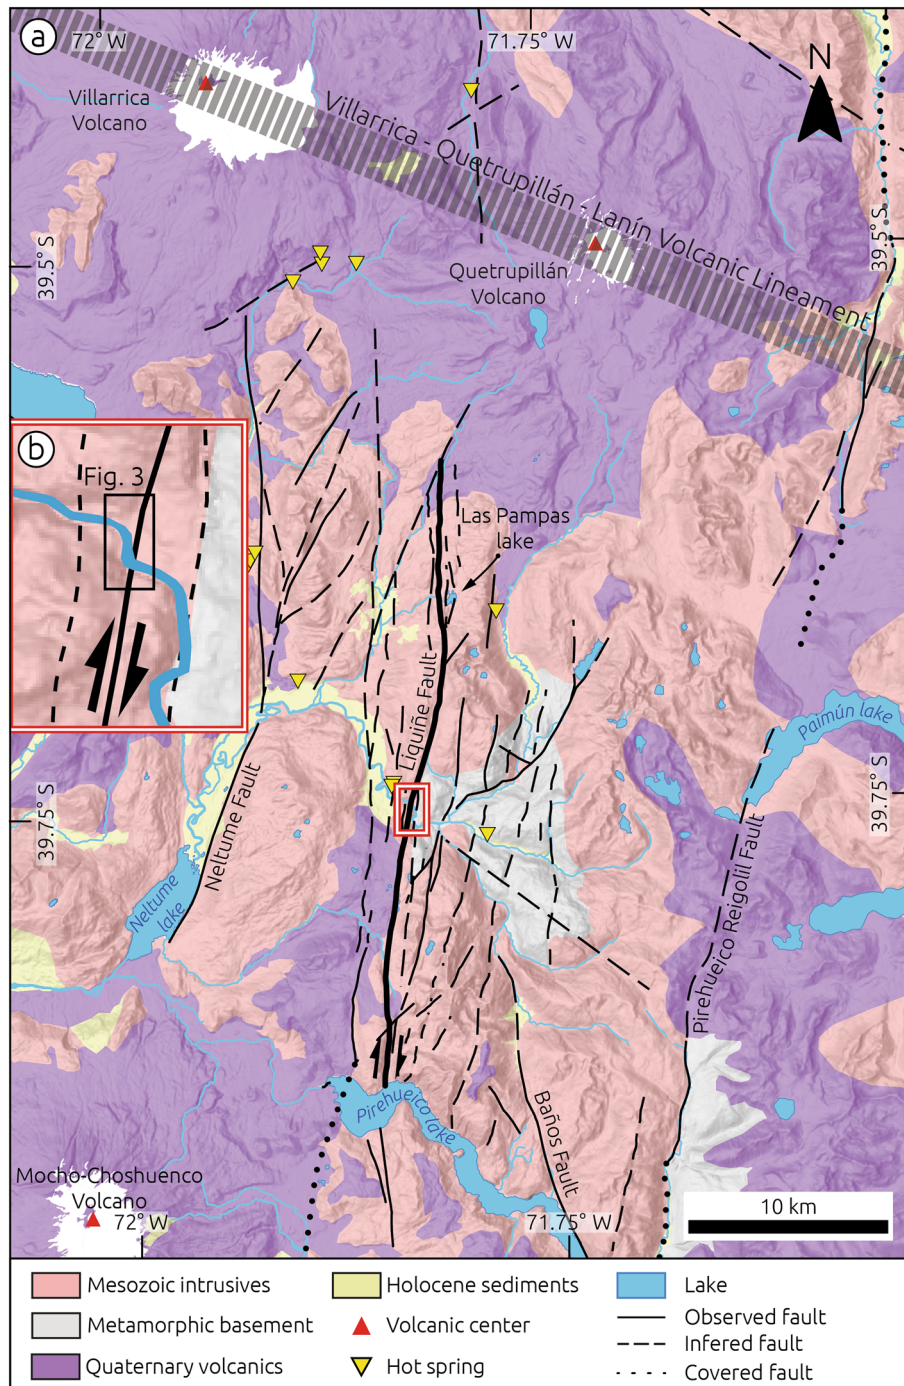 a
72° W
71.75° W
N
Villarrica
Volcano
Villarrica - Quetrupillán - Lanín Volcanic Lineament
39.5° S
39.5° S
Quetrupillán
Volcano
b
Fig. 3
Las Pampas
lake
Liquiñe Fault
Paimún lake
Neltume Fault
39.75° S
39.75° S
Neltume
lake
Pirehueico Reigolil Fault
Pirehueico lake
Baños Fault
Mocho-Choshuenco
Volcano
72° W
71.75° W
10 km
Mesozoic intrusives
Holocene sediments
Lake
Metamorphic basement
Volcanic center
Observed fault
Infered fault
Quaternary volcanics
Hot spring
Covered fault